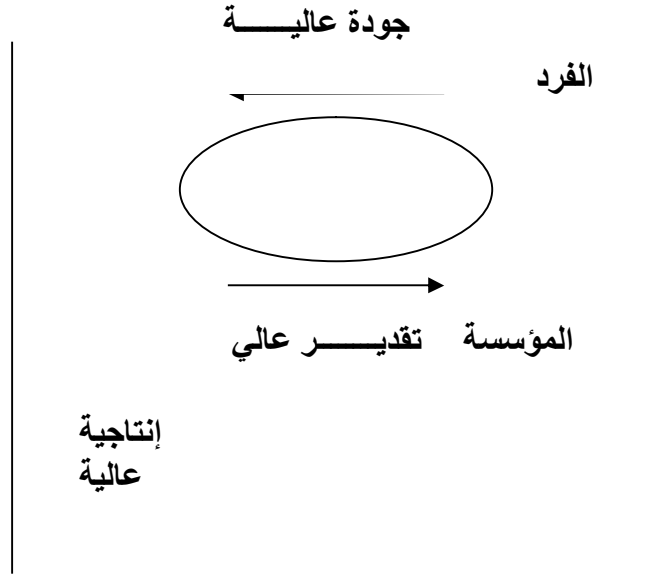 جودة عاليـــــة
الفرد
المؤسسة تقديـــــر عالي
إنتاجية
عالية